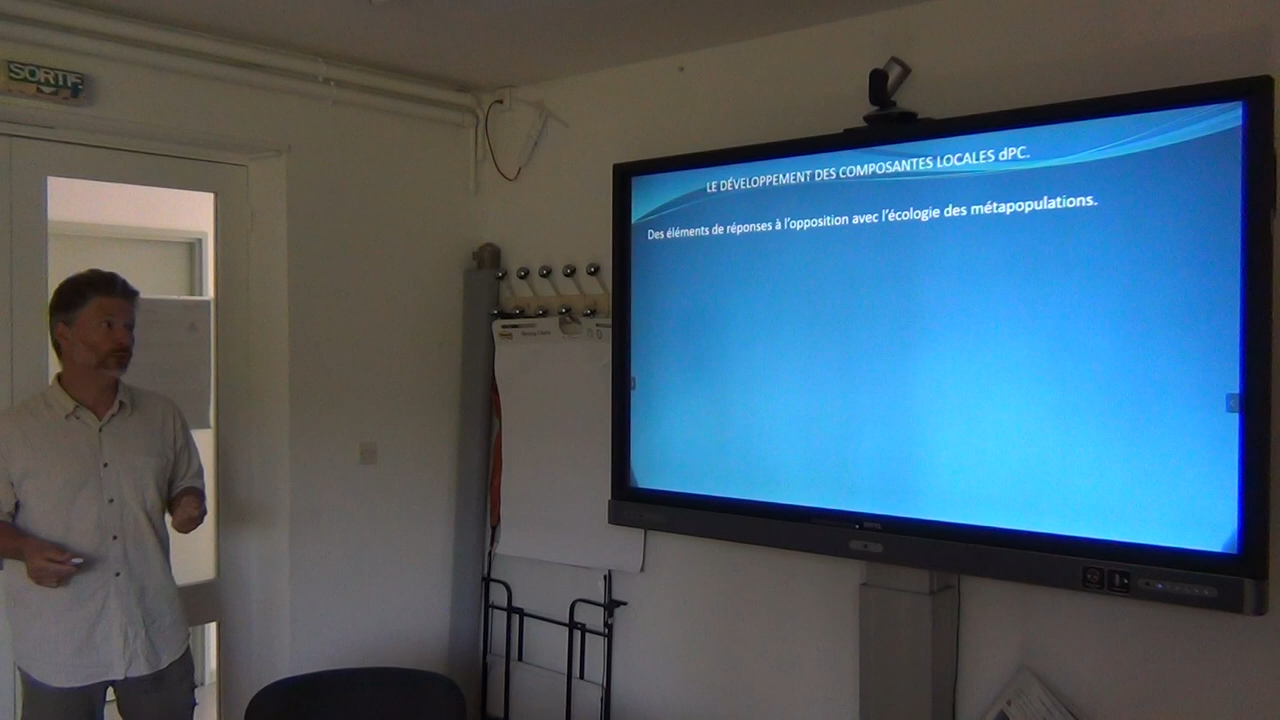 SORTIE
LE DÉVELOPPEMENT DES COMPOSANTES LOCALES dPC.
Des éléments de réponses à l'opposition avec l'écologie des métapopulations.